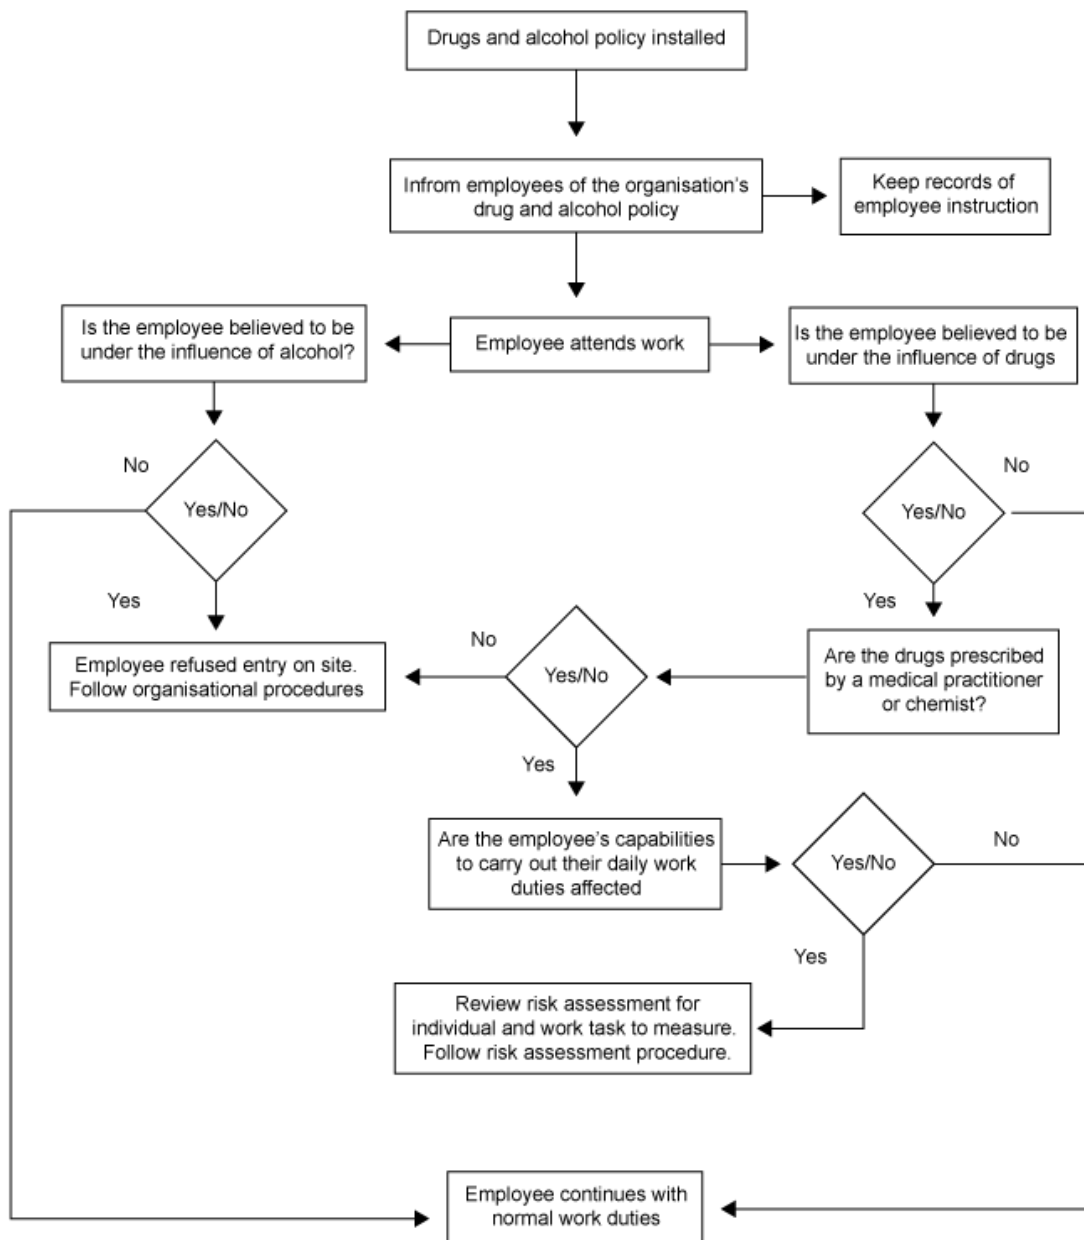 Drugs and alcohol policy installed
Infrom employees of the organisation's
drug and alcohol policy
Keep records of
employee instruction
Is the employee believed to be
under the influence of alcohol?
Employee attends work
Is the employee believed to be
under the influence of drugs
No
Yes/No
Yes/No
No
Yes
Yes
Employee refused entry on site.
Follow organisational procedures
No
Yes/No
Are the drugs prescribed
by a medical practitioner
or chemist?
Yes
Are the employee's capabilities
to carry out their daily work
duties affected
Yes/No
No
Yes
Review risk assessment for
individual and work task to measure.
Follow risk assessment procedure.
Employee continues with
normal work duties